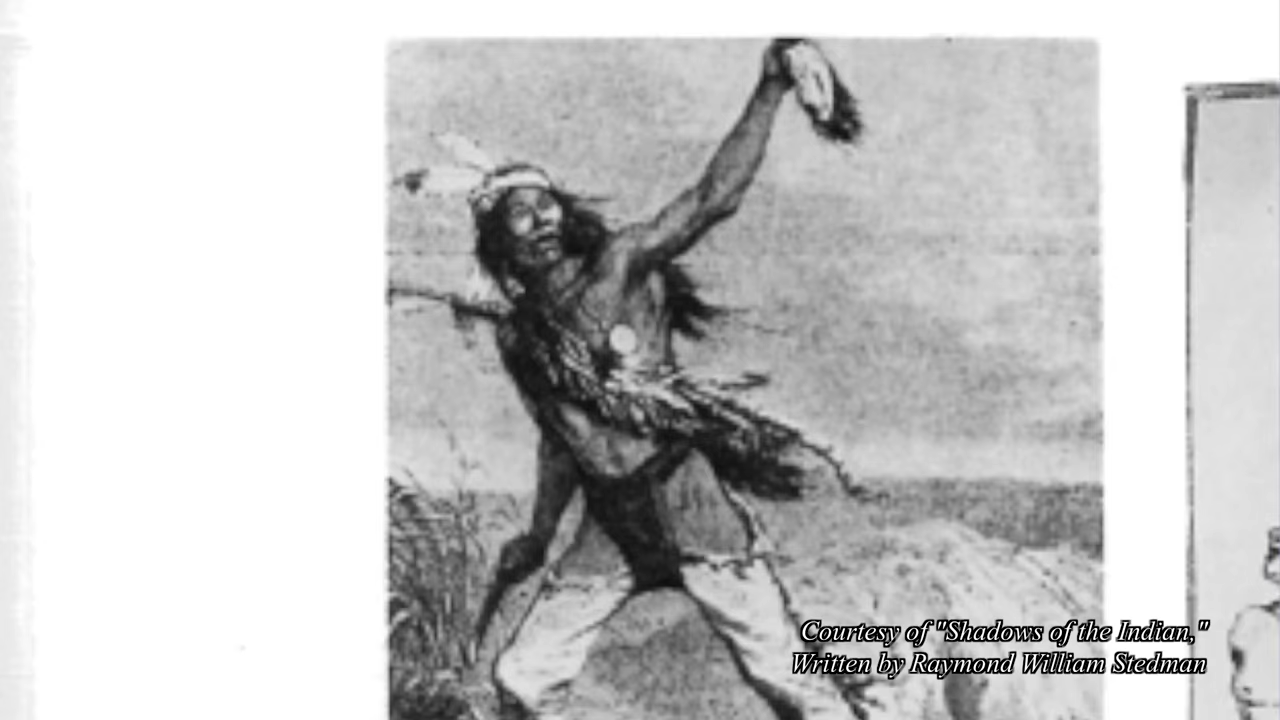 Courtesy of "Shadows of the Indian,"
Written by Raymond William Stedman